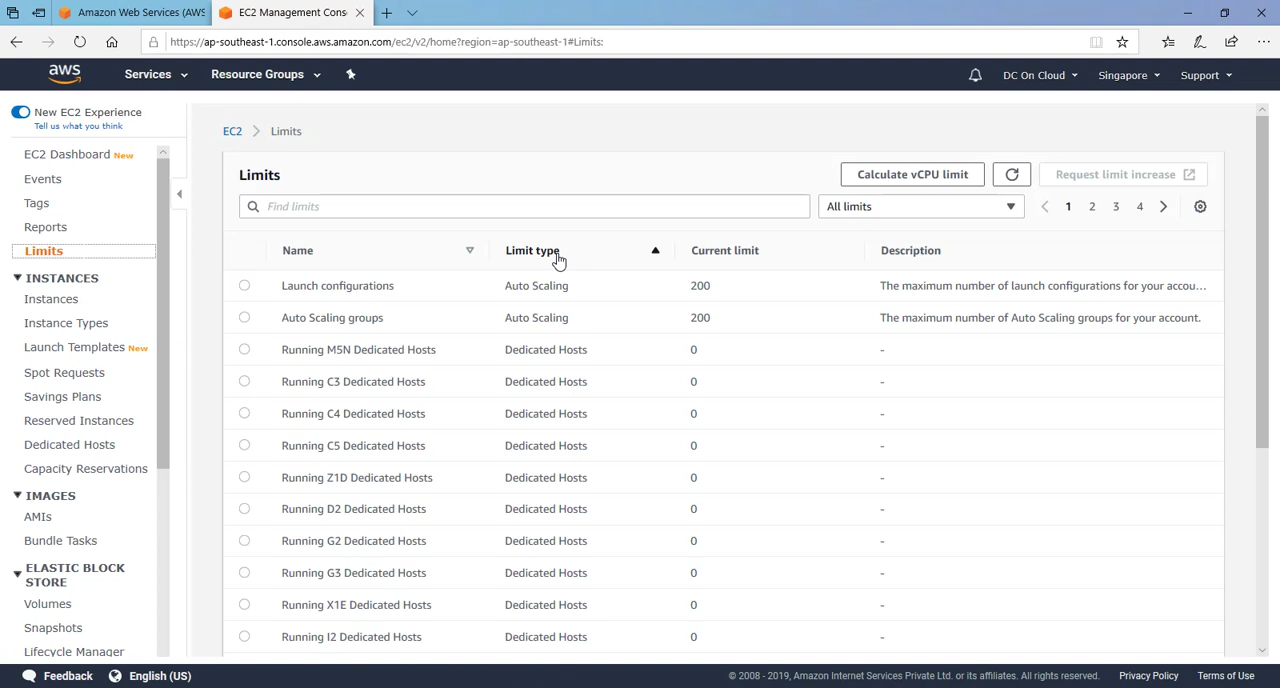 Amazon Web Services (AWS
EC2 Management Conso
https://ap-southeast-1.console.aws.amazon.com/ec2/v2/home?region=ap-southeast-1#Limits:
aws
Services
Resource Groups
DC On Cloud
Singapore
Support
New EC2 Experience
Tell us what you think
EC2 Dashboard New
Events
Tags
Reports
Limits
INSTANCES
Instances
Instance Types
Launch Templates New
Spot Requests
Savings Plans
Reserved Instances
Dedicated Hosts
Capacity Reservations
IMAGES
AMIs
Bundle Tasks
ELASTIC BLOCK
STORE
Volumes
Snapshots
Lifecycle Manager
EC2 > Limits
Limits
Calculate vCPU limit
Request limit increase
Find limits
All limits
1 2 3 4
Name Limit type Current limit Description
Launch configurations Auto Scaling 200 The maximum number of launch configurations for your accou...
Auto Scaling groups Auto Scaling 200 The maximum number of Auto Scaling groups for your account.
Running M5N Dedicated Hosts Dedicated Hosts 0 -
Running C3 Dedicated Hosts Dedicated Hosts 0 -
Running C4 Dedicated Hosts Dedicated Hosts 0 -
Running C5 Dedicated Hosts Dedicated Hosts 0 -
Running Z1D Dedicated Hosts Dedicated Hosts 0 -
Running D2 Dedicated Hosts Dedicated Hosts 0 -
Running G2 Dedicated Hosts Dedicated Hosts 0 -
Running G3 Dedicated Hosts Dedicated Hosts 0 -
Running X1E Dedicated Hosts Dedicated Hosts 0 -
Running I2 Dedicated Hosts Dedicated Hosts 0 -
Feedback
English (US)
© 2008 - 2019, Amazon Internet Services Private Ltd. or its affiliates. All rights reserved.
Privacy Policy
Terms of Use